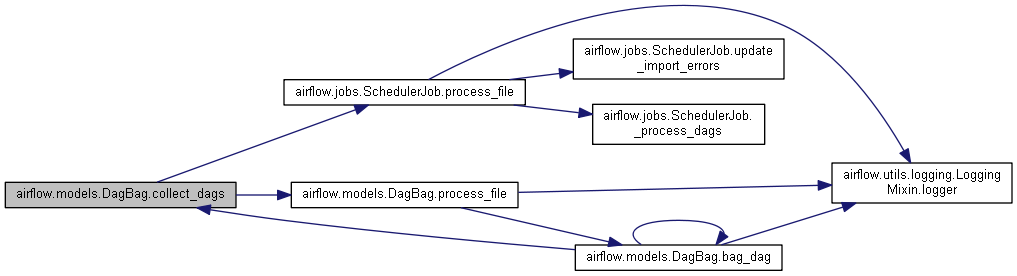 airflow.jobs.SchedulerJob.update
_import_errors
airflow.jobs.SchedulerJob.process_file
airflow.jobs.SchedulerJob.
_process_dags
airflow.models.DagBag.collect_dags
airflow.models.DagBag.process_file
airflow.utils.logging.Logging
Mixin.logger
airflow.models.DagBag.bag_dag